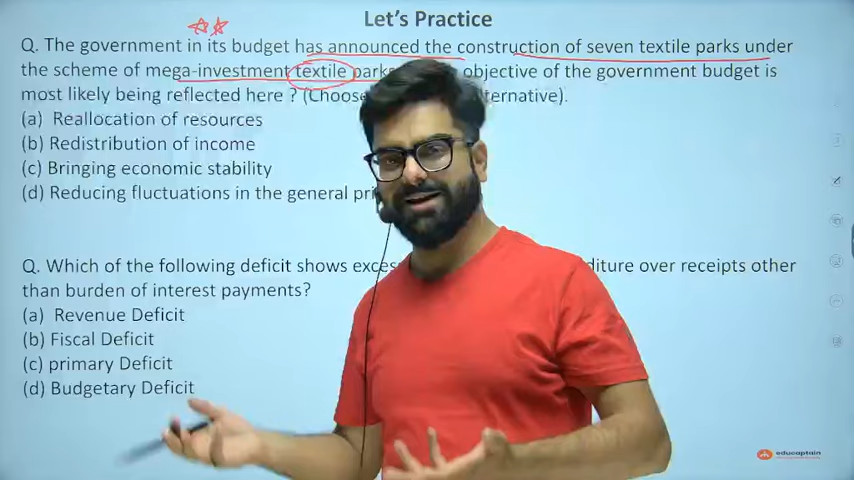 Let's Practice
Q. The government in its budget has announced the construction of seven textile parks under
the scheme of mega-investment textile parks objective of the government budget is
most likely being reflected here ? (Choose lternative).
(a) Reallocation of resources
(b) Redistribution of income
(c) Bringing economic stability
(d) Reducing fluctuations in the general pri
Q. Which of the following deficit shows exces diture over receipts other
than burden of interest payments?
(a) Revenue Deficit
(b) Fiscal Deficit
(c) primary Deficit
(d) Budgetary Deficit
educaptain